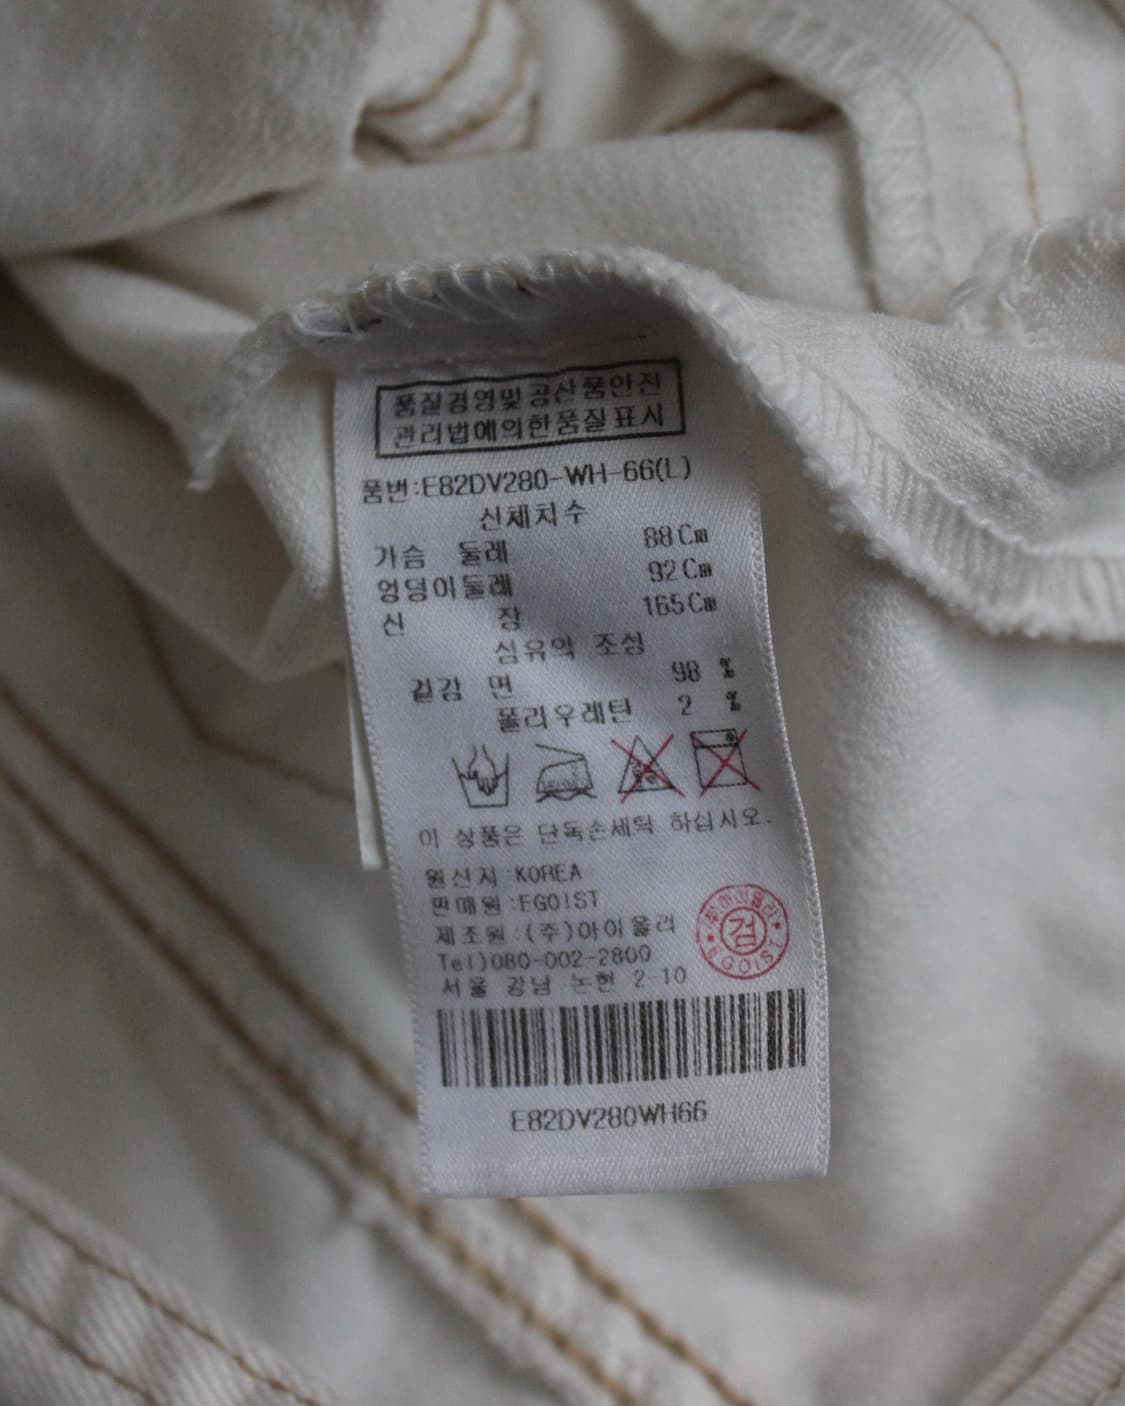 품질경영및공산품안전
관리법에의한품질표시
품번:E82DV280-WH-66(L)
신체치수
가슴 둘레 88Cm
엉덩이둘레 92Cm
신 장 165Cm
섬유의 조성
겉감 면 98 %
폴리우레탄 2 %
이 상품은 단독손세탁 하십시오.
원산지:KOREA
판매원:EGOIST
제조원:(주)아이올리
Tel)080-002-2800
서울 강남 논현 2-10
(주)아이올리
검
EGOIST
E82DV280WH66